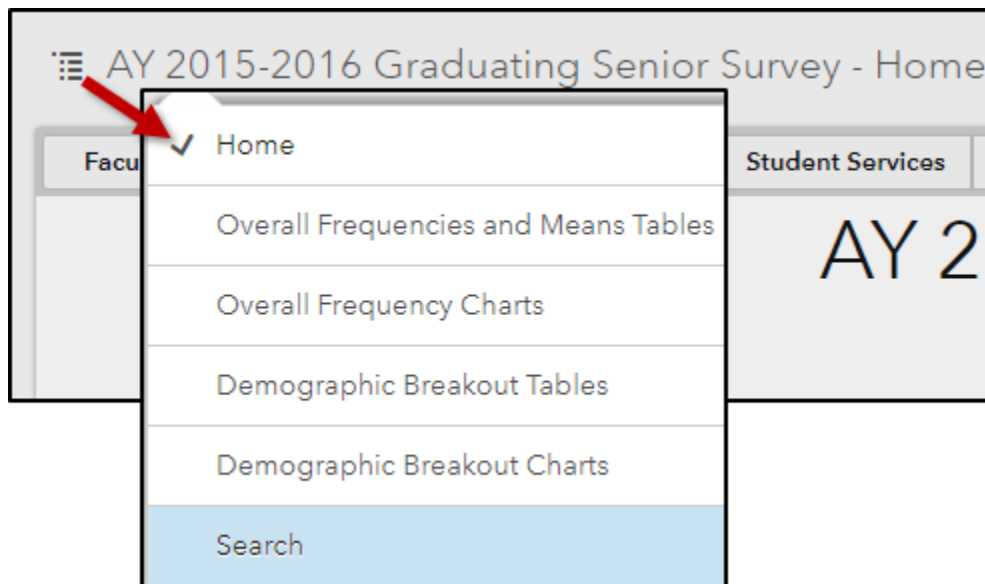 AY 2015-2016 Graduating Senior Survey - Home
Facu
Student Services
AY 2
Home
Overall Frequencies and Means Tables
Overall Frequency Charts
Demographic Breakout Tables
Demographic Breakout Charts
Search